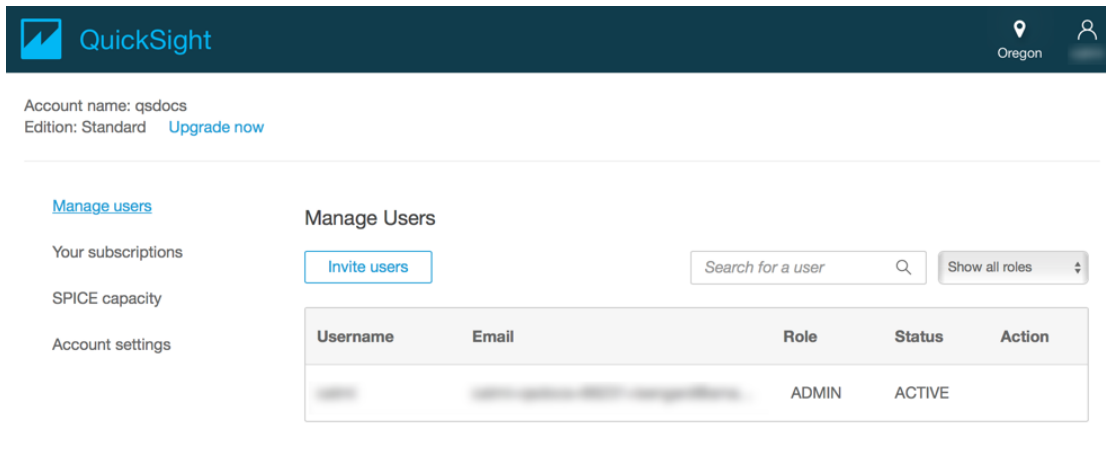 QuickSight
Oregon
Account name: qsdocs
Edition: Standard Upgrade now
Manage users
Your subscriptions
SPICE capacity
Account settings
Manage Users
Invite users
Search for a user
Show all roles
Username Email Role Status Action
ADMIN ACTIVE